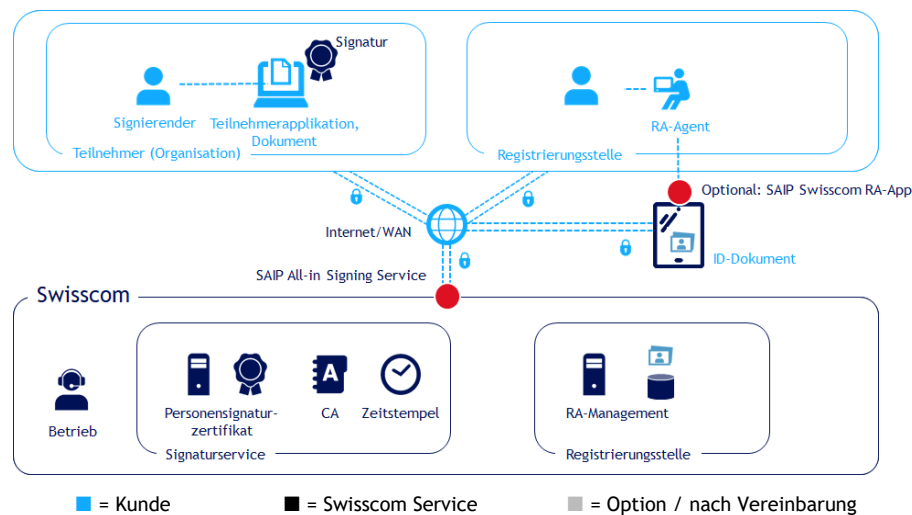 Signatur
Signierender
Teilnehmerapplikation,
Dokument
Teilnehmer (Organisation)
RA-Agent
Registrierungsstelle
Optional: SAIP Swisscom RA-App
Internet/WAN
ID-Dokument
SAIP All-in Signing Service
Swisscom
A
Personensignatur-
zertifikat
CA
Zeitstempel
RA-Management
Betrieb
Signaturservice
Registrierungsstelle
= Kunde
= Swisscom Service
= Option / nach Vereinbarung